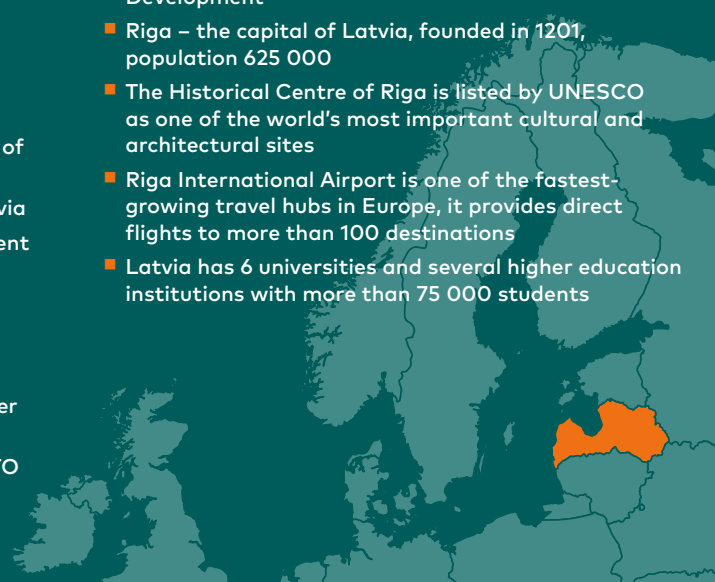 Development
Riga – the capital of Latvia, founded in 1201,
population 625 000
The Historical Centre of Riga is listed by UNESCO
as one of the world's most important cultural and
architectural sites
Riga International Airport is one of the fastest-
growing travel hubs in Europe, it provides direct
flights to more than 100 destinations
Latvia has 6 universities and several higher education
institutions with more than 75 000 students
of